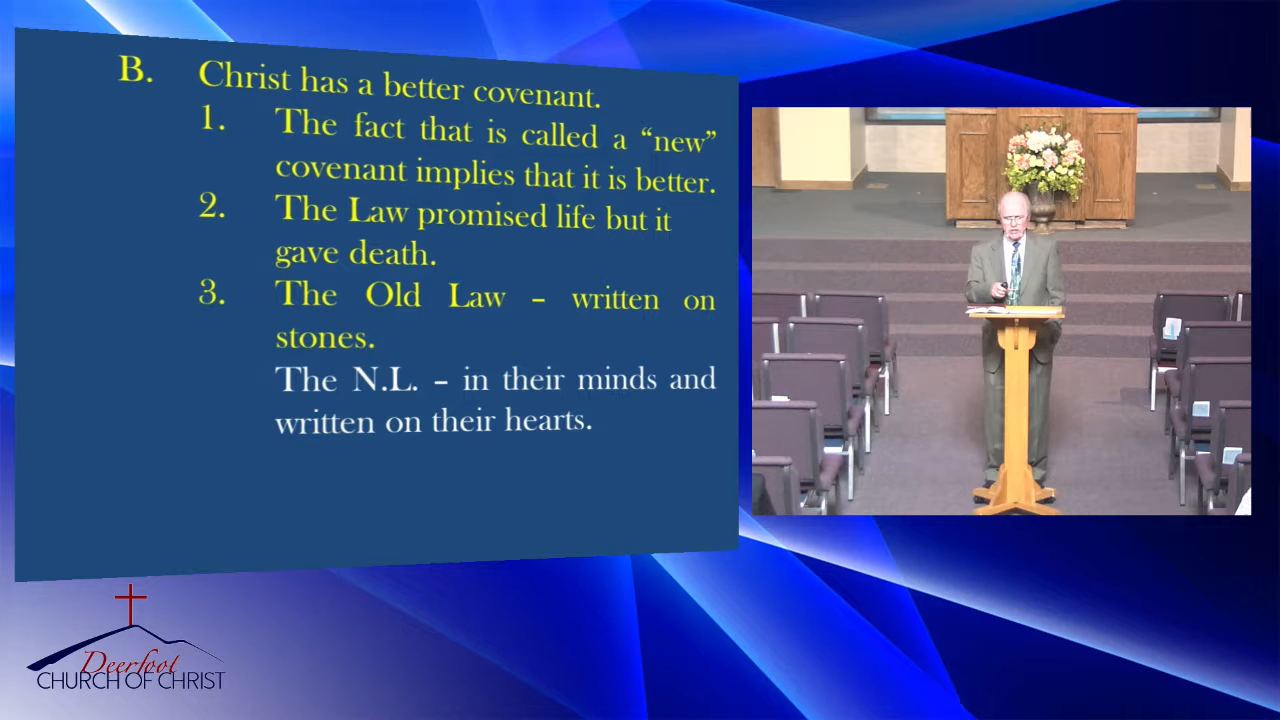 B. Christ has a better covenant.
1. The fact that is called a “new”
covenant implies that it is better.
2. The Law promised life but it
gave death.
3. The Old Law – written on
stones.
The N.L. – in their minds and
written on their hearts.
Deerfoot
CHURCH OF CHRIST